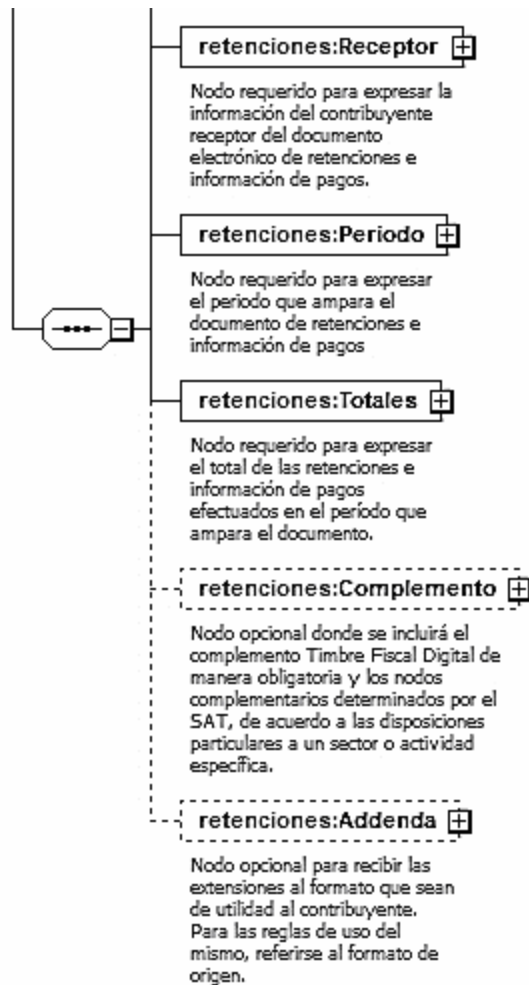 retenciones:Receptor
Nodo requerido para expresar la
información del contribuyente
receptor del documento
electrónico de retenciones e
información de pagos.
retenciones:Periodo
Nodo requerido para expresar
el periodo que ampara el
documento de retenciones e
información de pagos
retenciones:Totales
Nodo requerido para expresar
el total de las retenciones e
información de pagos
efectuados en el período que
ampara el documento.
retenciones:Complemento
Nodo opcional donde se incluirá el
complemento Timbre Fiscal Digital de
manera obligatoria y los nodos
complementarios determinados por el
SAT, de acuerdo a las disposiciones
particulares a un sector o actividad
específica.
retenciones:Addenda
Nodo opcional para recibir las
extensiones al formato que sean
de utilidad al contribuyente.
Para las reglas de uso del
mismo, referirse al formato de
origen.